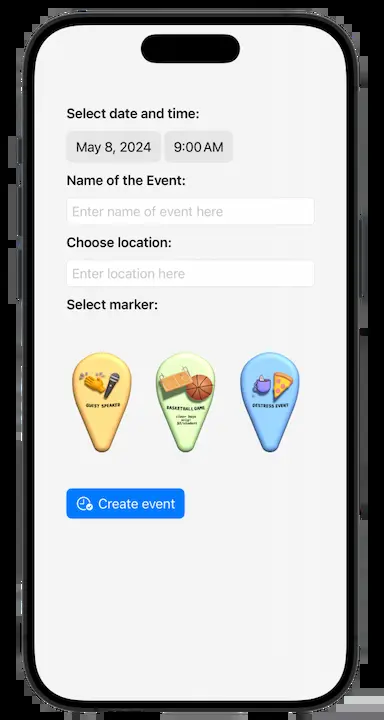 Select date and time:
May 8, 2024 9:00 AM
Name of the Event:
Enter name of event here
Choose location:
Enter location here
Select marker:
GUEST SPEAKER
BASKETBALL GAME
DESTRESS EVENT
Create event